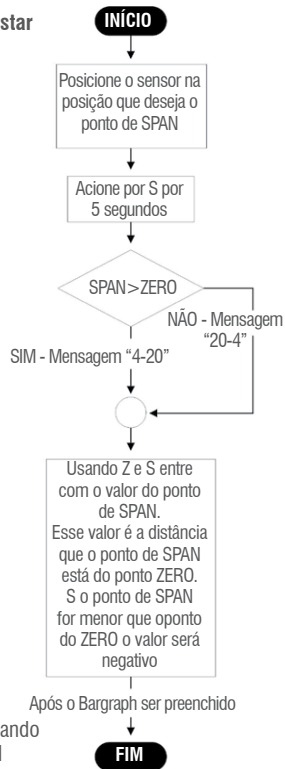 star
INÍCIO
Posicione o sensor na
posição que deseja o
ponto de SPAN
Acione por S por
5 segundos
SPAN>ZERO
NÃO - Mensagem
“20-4”
SIM - Mensagem “4-20”
Usando Z e S entre
com o valor do ponto
de SPAN.
Esse valor é a distância
que o ponto de SPAN
está do ponto ZERO.
S o ponto de SPAN
for menor que oponto
do ZERO o valor será
negativo
Após o Bargraph ser preenchido
ando
FIM